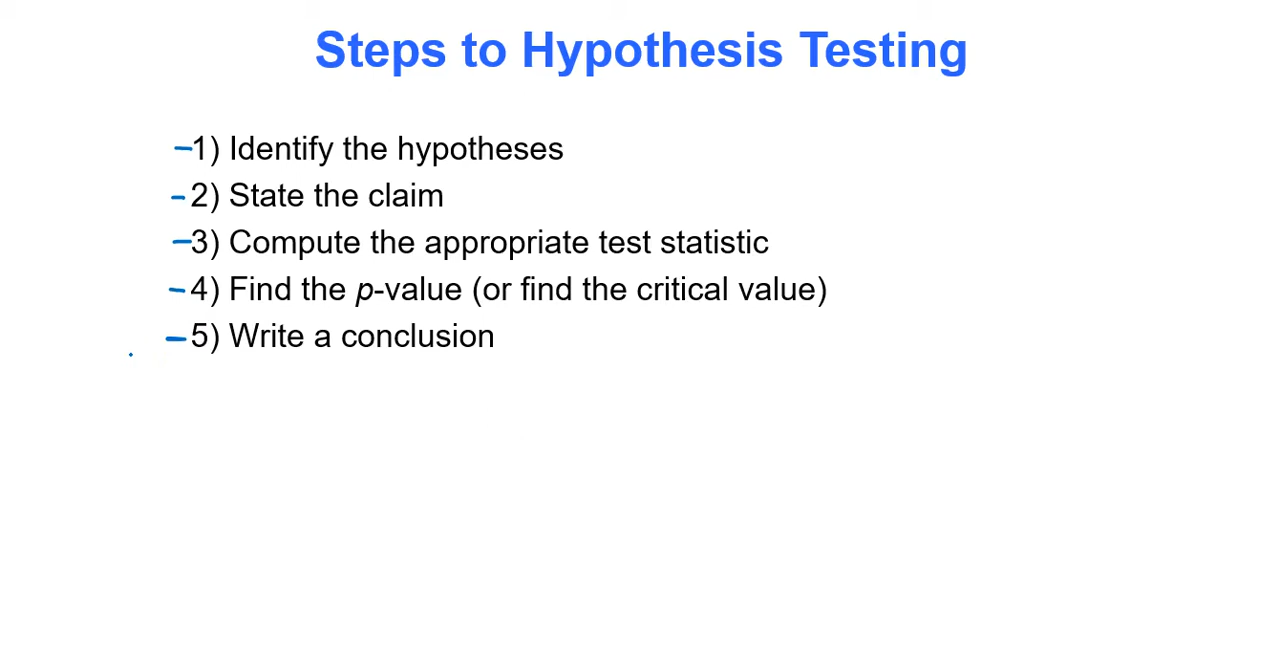 Steps to Hypothesis Testing
1) Identify the hypotheses
2) State the claim
3) Compute the appropriate test statistic
4) Find the p-value (or find the critical value)
5) Write a conclusion